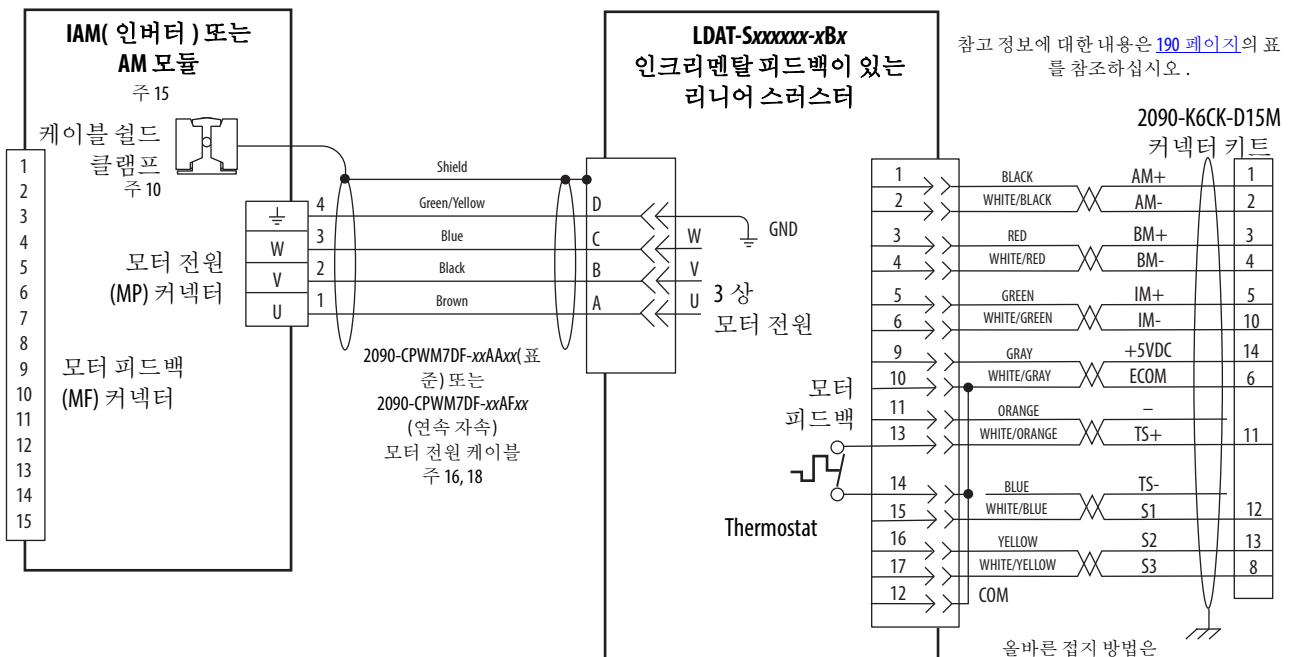 IAM( 인버터 ) 또는
AM 모듈
주 15
케이블 쉴드
클램프
주 10
1
2
3
4
5
6
7
8
9
10
11
12
13
14
15
W
V
U
모터 전원
(MP) 커넥터
모터 피드백
(MF) 커넥터
Shield
4 Green/Yellow D
3 Blue C
2 Black B
1 Brown A
2090-CPWM7DF-xxAAxx(표
준) 또는
2090-CPWM7DF-xxAFxx
(연속 자속)
모터 전원 케이블
주 16, 18
LDAT-Sxxxxxx-xBx
인크리멘탈 피드백이 있는
리니어 스러스터
GND
W
V
U
3 상
모터 전원
모터
피드백
Thermostat
참고 정보에 대한 내용은 190 페이지의 표
를 참조하십시오 .
2090-K6CK-D15M
커넥터 키트
1 BLACK AM+ 1
2 WHITE/BLACK AM- 2
3 RED BM+ 3
4 WHITE/RED BM- 4
5 GREEN IM+ 5
6 WHITE/GREEN IM- 10
9 GRAY +5VDC 14
10 WHITE/GRAY ECOM 6
11 ORANGE –
13 WHITE/ORANGE TS+ 11
14 BLUE TS-
15 WHITE/BLUE S1 12
16 YELLOW S2 13
17 WHITE/YELLOW S3 8
12 COM
올바른 접지 방법은